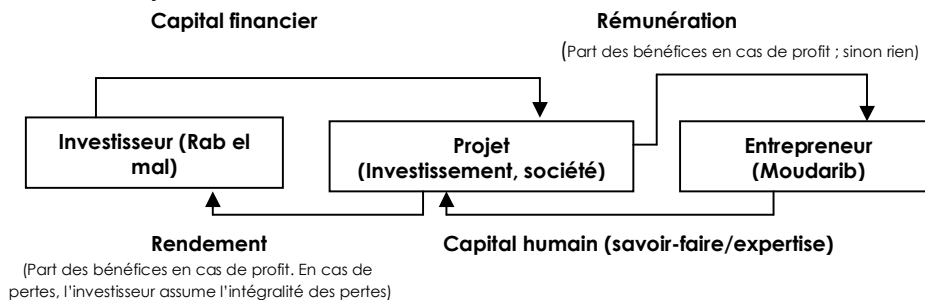 Capital financier
Rémunération
(Part des bénéfices en cas de profit ; sinon rien)
Investisseur (Rab el
mal)
Projet
(Investissement, société)
Entrepreneur
(Moudarib)
Rendement
(Part des bénéfices en cas de profit. En cas de
pertes, l’investisseur assume l’intégralité des pertes)
Capital humain (savoir-faire/expertise)